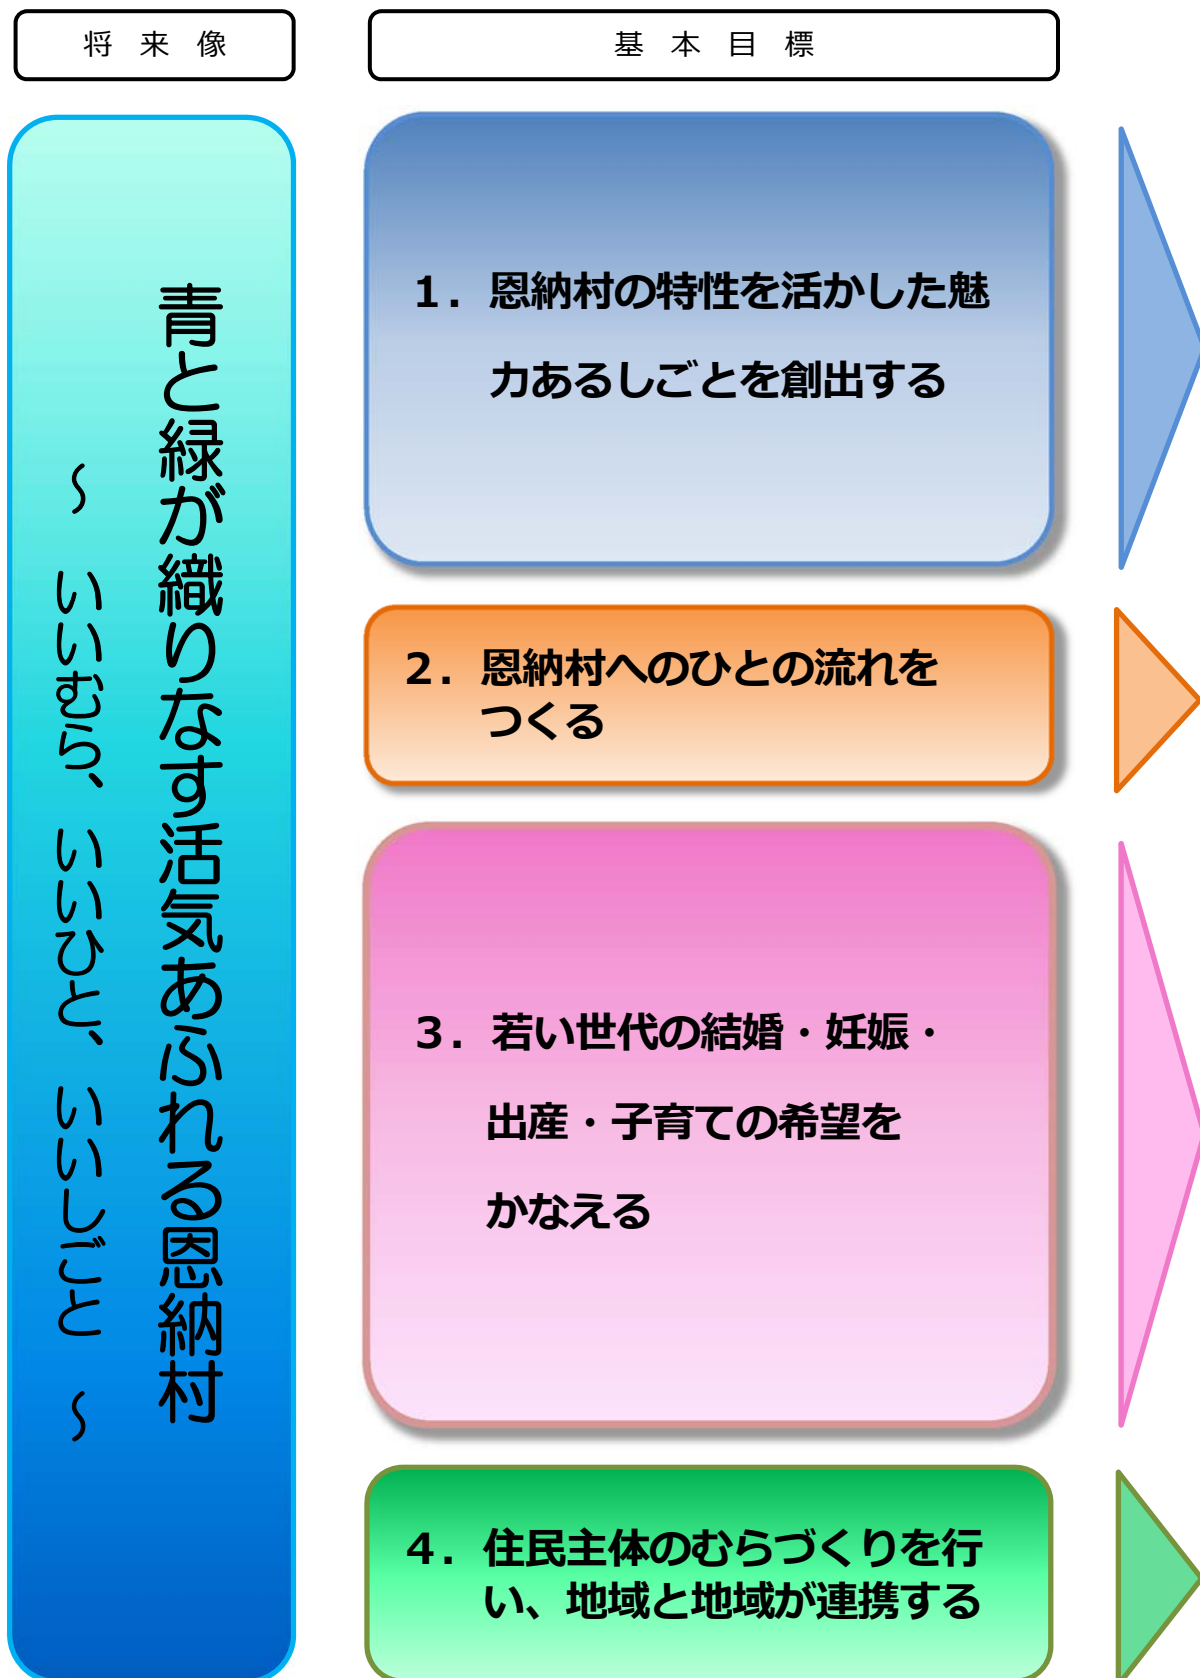 将来像
基本目標
青と緑が織りなす活気あふれる恩納村
～ いいむら、いいひと、いいしごと ～
１．恩納村の特性を活かした魅
力あるしごとを創出する
２．恩納村へのひとの流れを
つくる
３．若い世代の結婚・妊娠・
出産・子育ての希望を
かなえる
４．住民主体のむらづくりを行
い、地域と地域が連携する